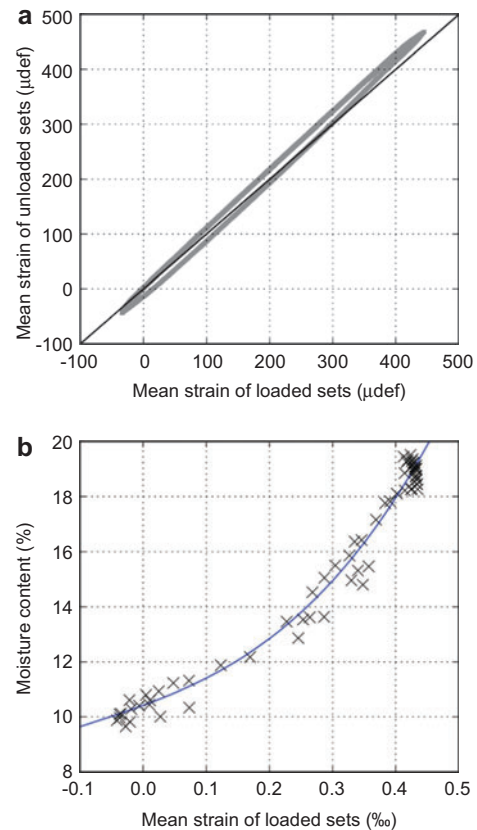 a
Mean strain of unloaded sets (μdef)
500
400
300
200
100
0
-100
-100 0 100 200 300 400 500
Mean strain of loaded sets (μdef)
b
Moisture content (%)
20
18
16
14
12
10
8
-0.1 0.0 0.1 0.2 0.3 0.4 0.5
Mean strain of loaded sets (‰)